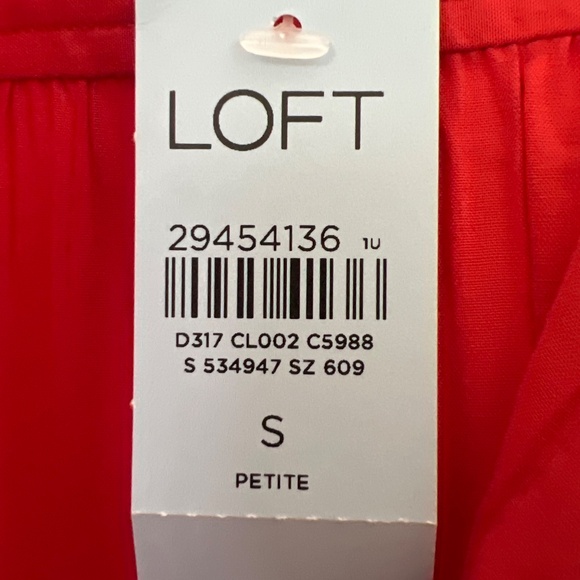 LOFT
29454136 1U
D317 CL002 C5988
S 534947 SZ 609
S
PETITE